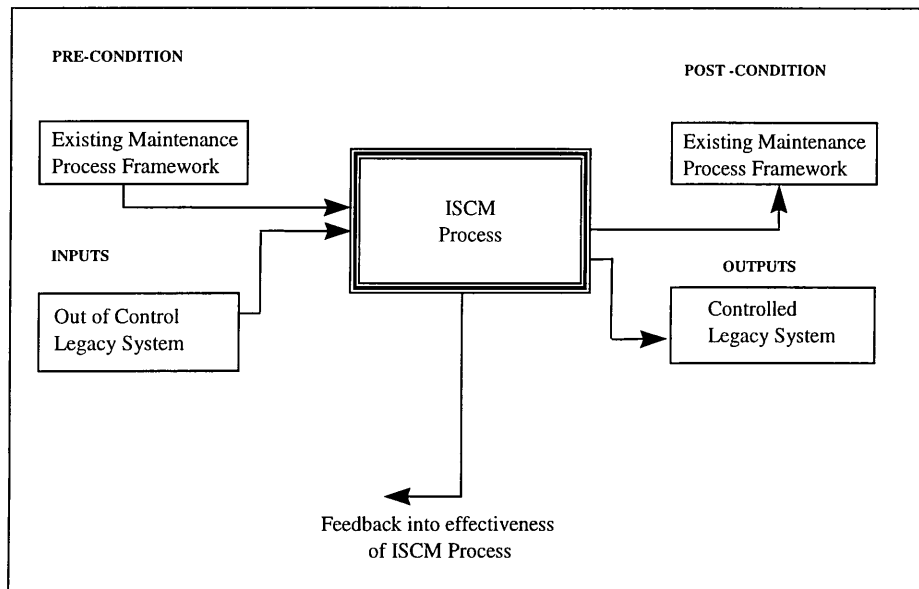 PRE-CONDITION
POST -CONDITION
Existing Maintenance
Process Framework
Existing Maintenance
Process Framework
ISCM
Process
INPUTS
OUTPUTS
Out of Control
Legacy System
Controlled
Legacy System
Feedback into effectiveness
of ISCM Process